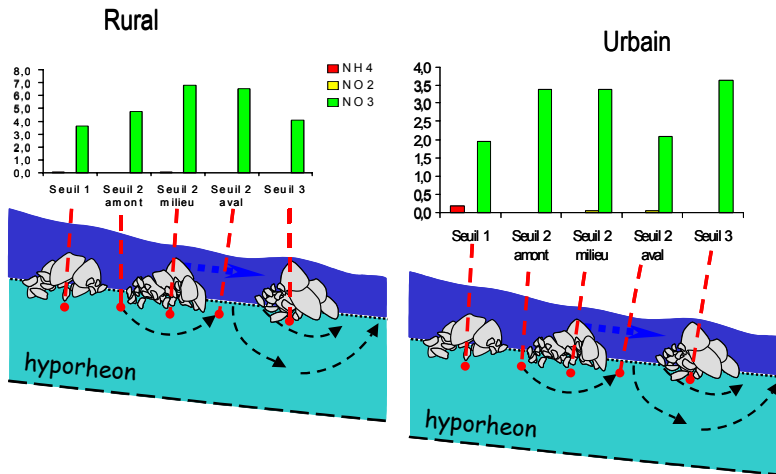 Rural
8,0
7,0
6,0
5,0
4,0
3,0
2,0
1,0
0,0
NH4
NO2
NO3
Seuil 1 Seuil 2 Seuil 2 Seuil 2 Seuil 3
amont milieu aval
hyporheon
Urbain
4,0
3,5
3,0
2,5
2,0
1,5
1,0
0,5
0,0
Seuil 1 Seuil 2 Seuil 2 Seuil 2 Seuil 3
amont milieu aval
hyporheon